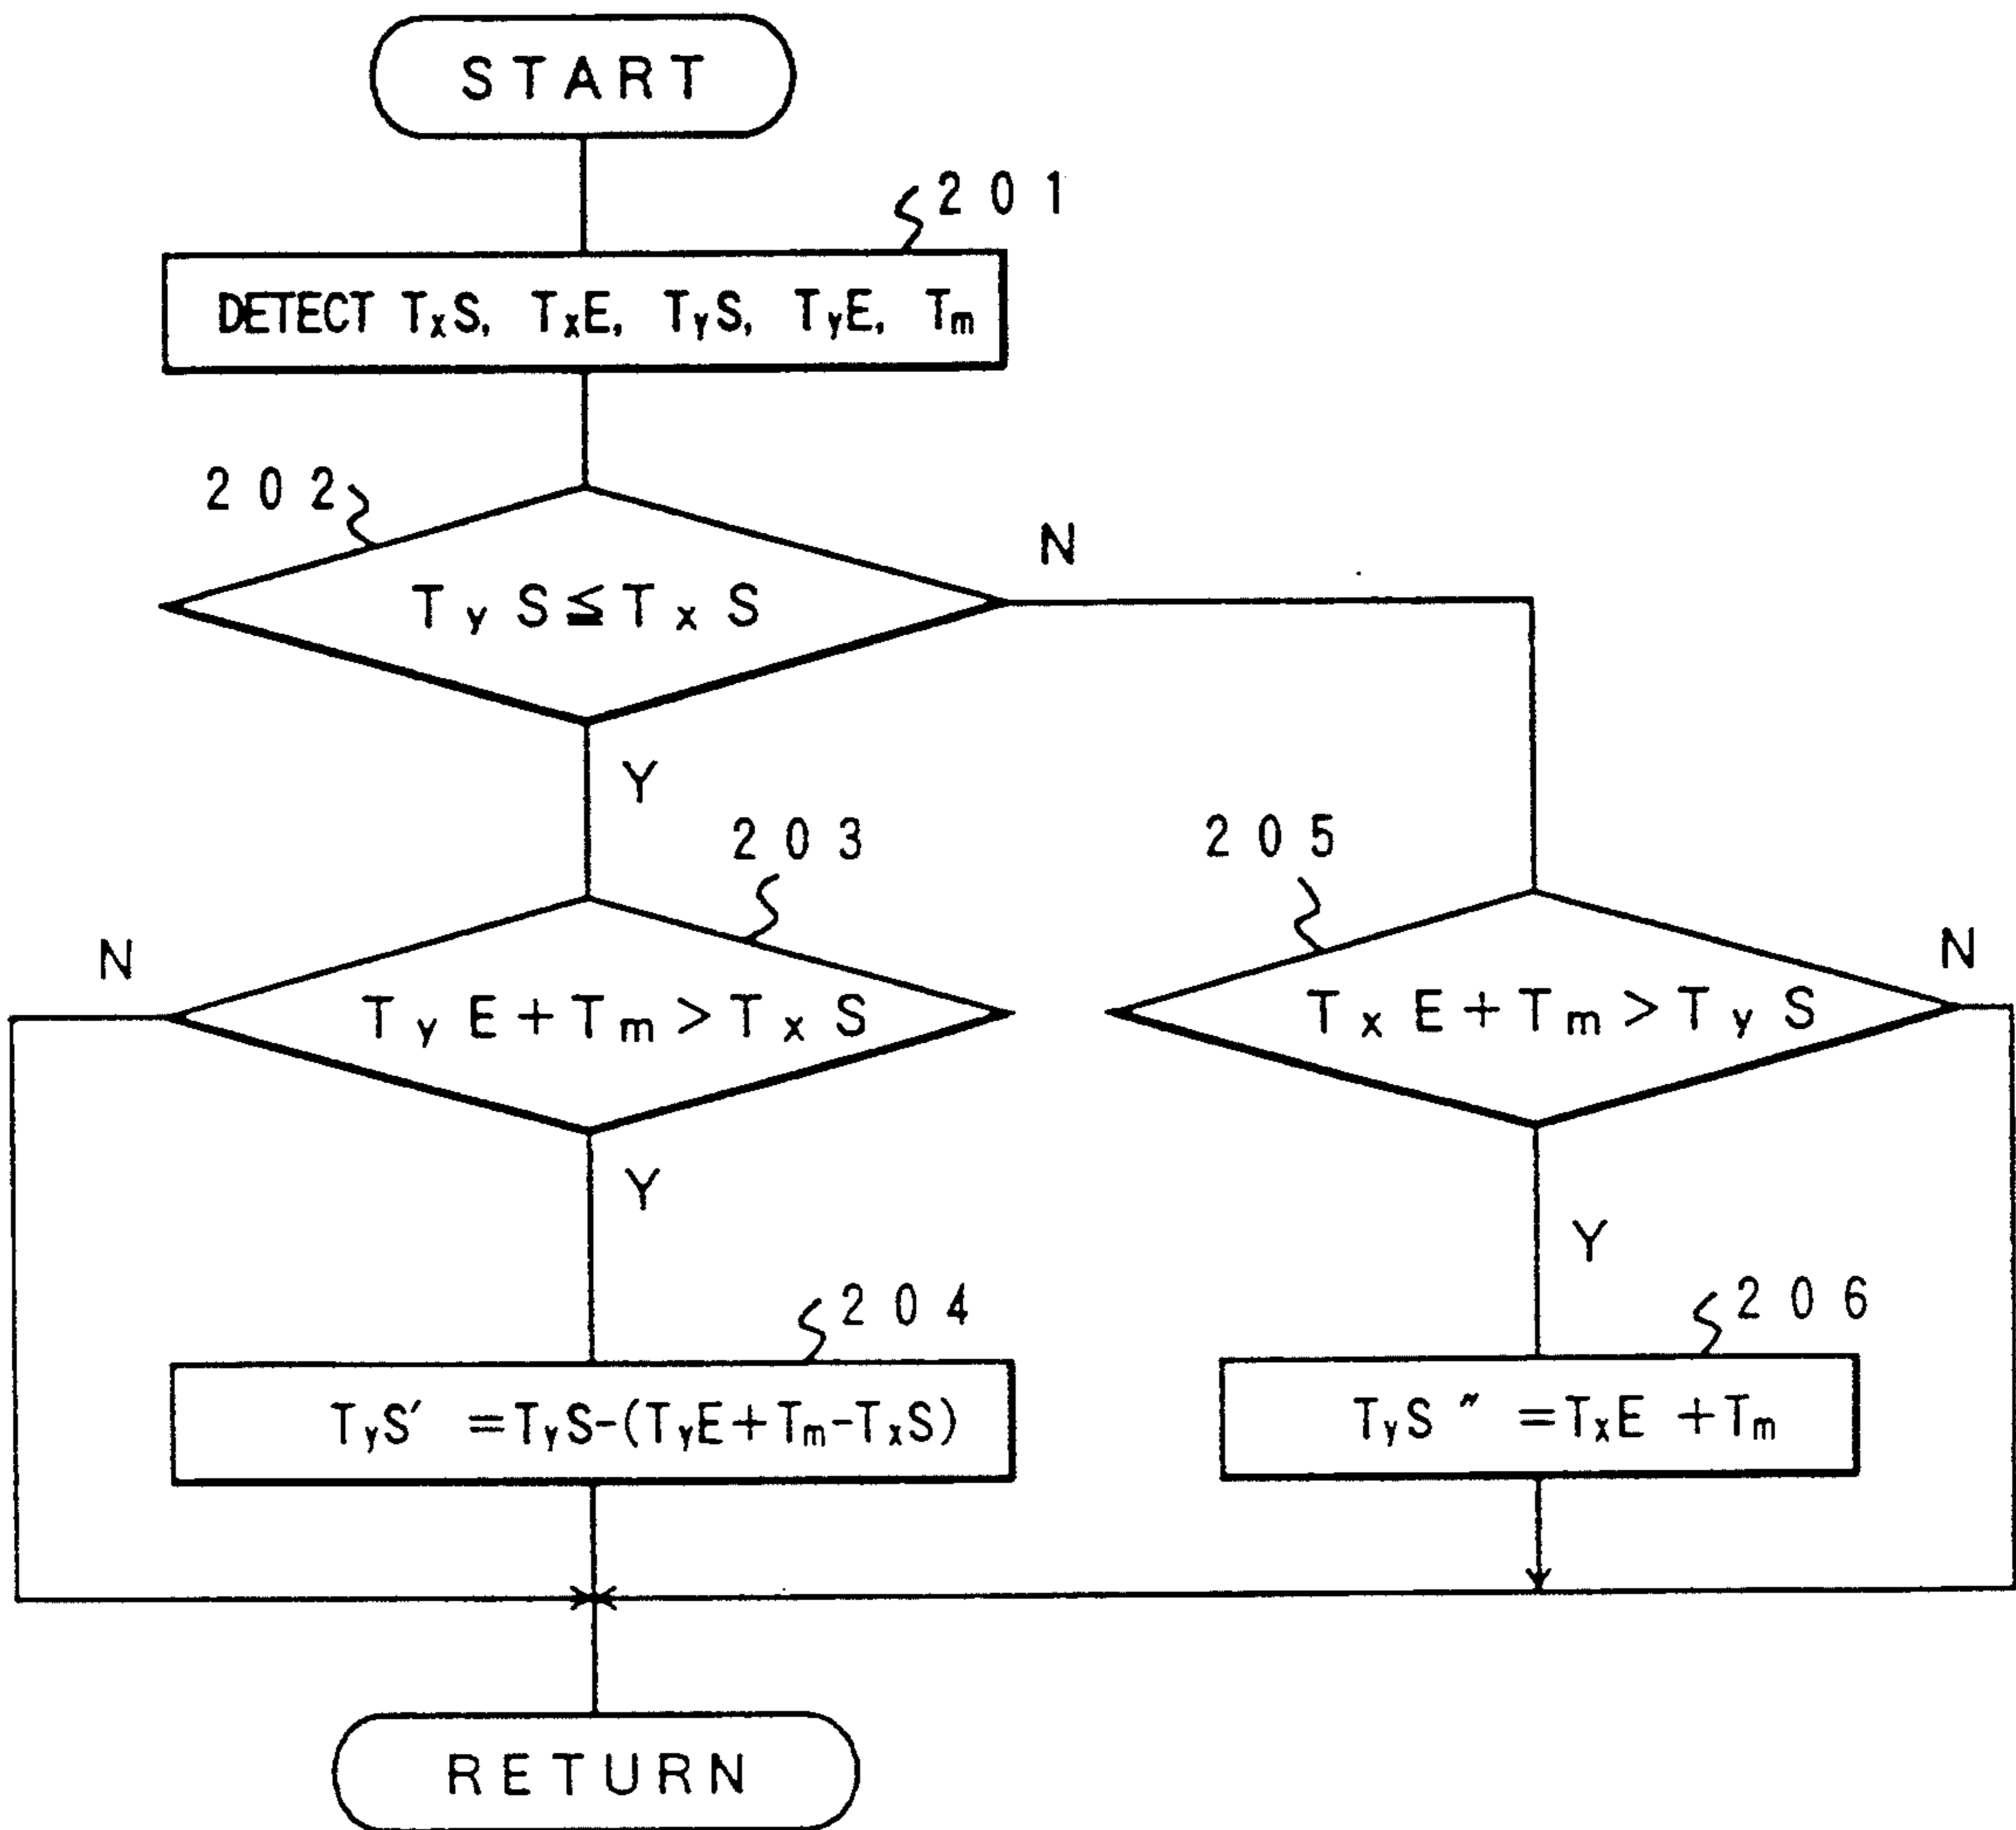 START
201
DETECT TxS, TxE, TyS, TyE, Tm
202
N
TyS≦TxS
Y
203
205
N
TyE+Tm>TxS
TxE+Tm>TyS
N
Y
Y
204
206
TyS′ =TyS-(TyE+Tm-TxS)
TyS″ =TxE +Tm
RETURN